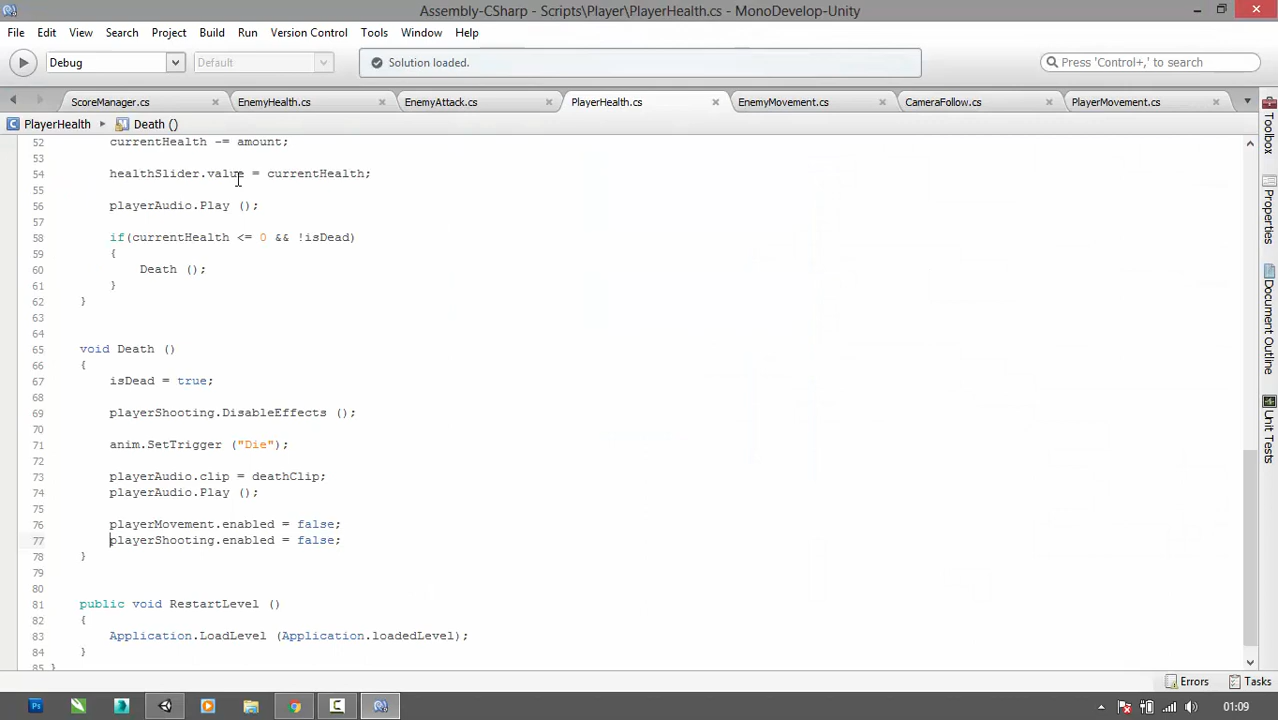 Assembly-CSharp - Scripts\Player\PlayerHealth.cs - MonoDevelop-Unity
File Edit View Search Project Build Run Version Control Tools Window Help
Debug Default Solution loaded. Press 'Control+,' to search
ScoreManager.cs EnemyHealth.cs EnemyAttack.cs PlayerHealth.cs EnemyMovement.cs CameraFollow.cs PlayerMovement.cs
PlayerHealth Death ()
52 currentHealth -= amount;
53
54 healthSlider.value = currentHealth;
55
56 playerAudio.Play ();
57
58 if(currentHealth <= 0 && !isDead)
59 {
60 Death ();
61 }
62 }
63
64
65 void Death ()
66 {
67 isDead = true;
68
69 playerShooting.DisableEffects ();
70
71 anim.SetTrigger ("Die");
72
73 playerAudio.clip = deathClip;
74 playerAudio.Play ();
75
76 playerMovement.enabled = false;
77 playerShooting.enabled = false;
78 }
79
80
81 public void RestartLevel ()
82 {
83 Application.LoadLevel (Application.loadedLevel);
84 }
85 }
Toolbox
Properties
Document Outline
Unit Tests
Errors Tasks
Ps
01:09